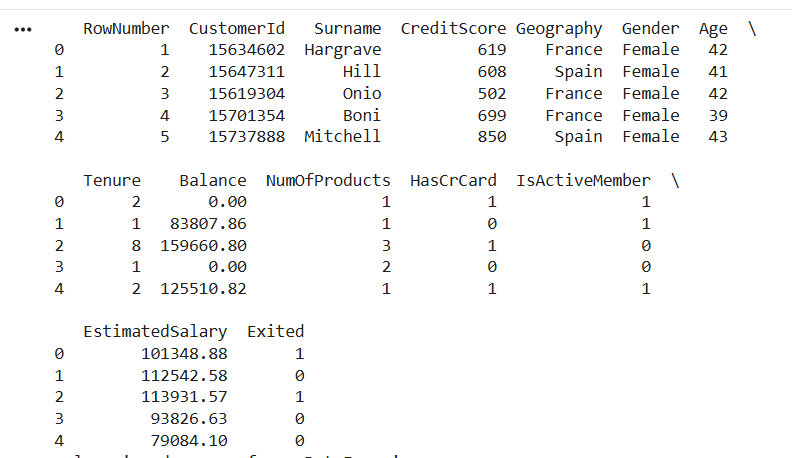 RowNumber CustomerId Surname CreditScore Geography Gender Age \
0 1 15634602 Hargrave 619 France Female 42
1 2 15647311 Hill 608 Spain Female 41
2 3 15619304 Onio 502 France Female 42
3 4 15701354 Boni 699 France Female 39
4 5 15737888 Mitchell 850 Spain Female 43
Tenure Balance NumOfProducts HasCrCard IsActiveMember \
0 2 0.00 1 1 1
1 1 83807.86 1 0 1
2 8 159660.80 3 1 0
3 1 0.00 2 0 0
4 2 125510.82 1 1 1
EstimatedSalary Exited
0 101348.88 1
1 112542.58 0
2 113931.57 1
3 93826.63 0
4 79084.10 0